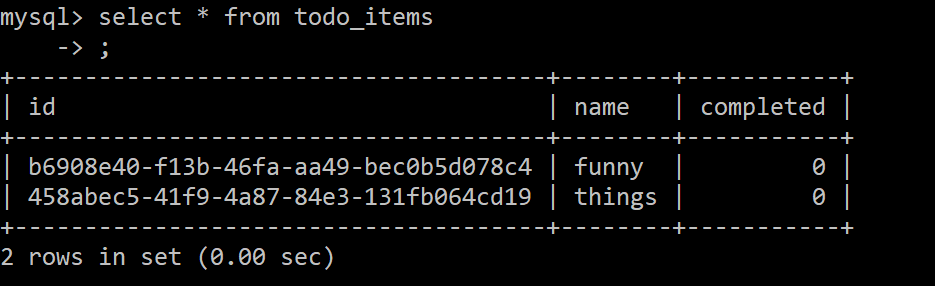 mysql> select * from todo_items
    -> ;
+--------------------------------------+--------+-----------+
| id                                   | name   | completed |
+--------------------------------------+--------+-----------+
| b6908e40-f13b-46fa-aa49-bec0b5d078c4 | funny  |         0 |
| 458abec5-41f9-4a87-84e3-131fb064cd19 | things |         0 |
+--------------------------------------+--------+-----------+
2 rows in set (0.00 sec)